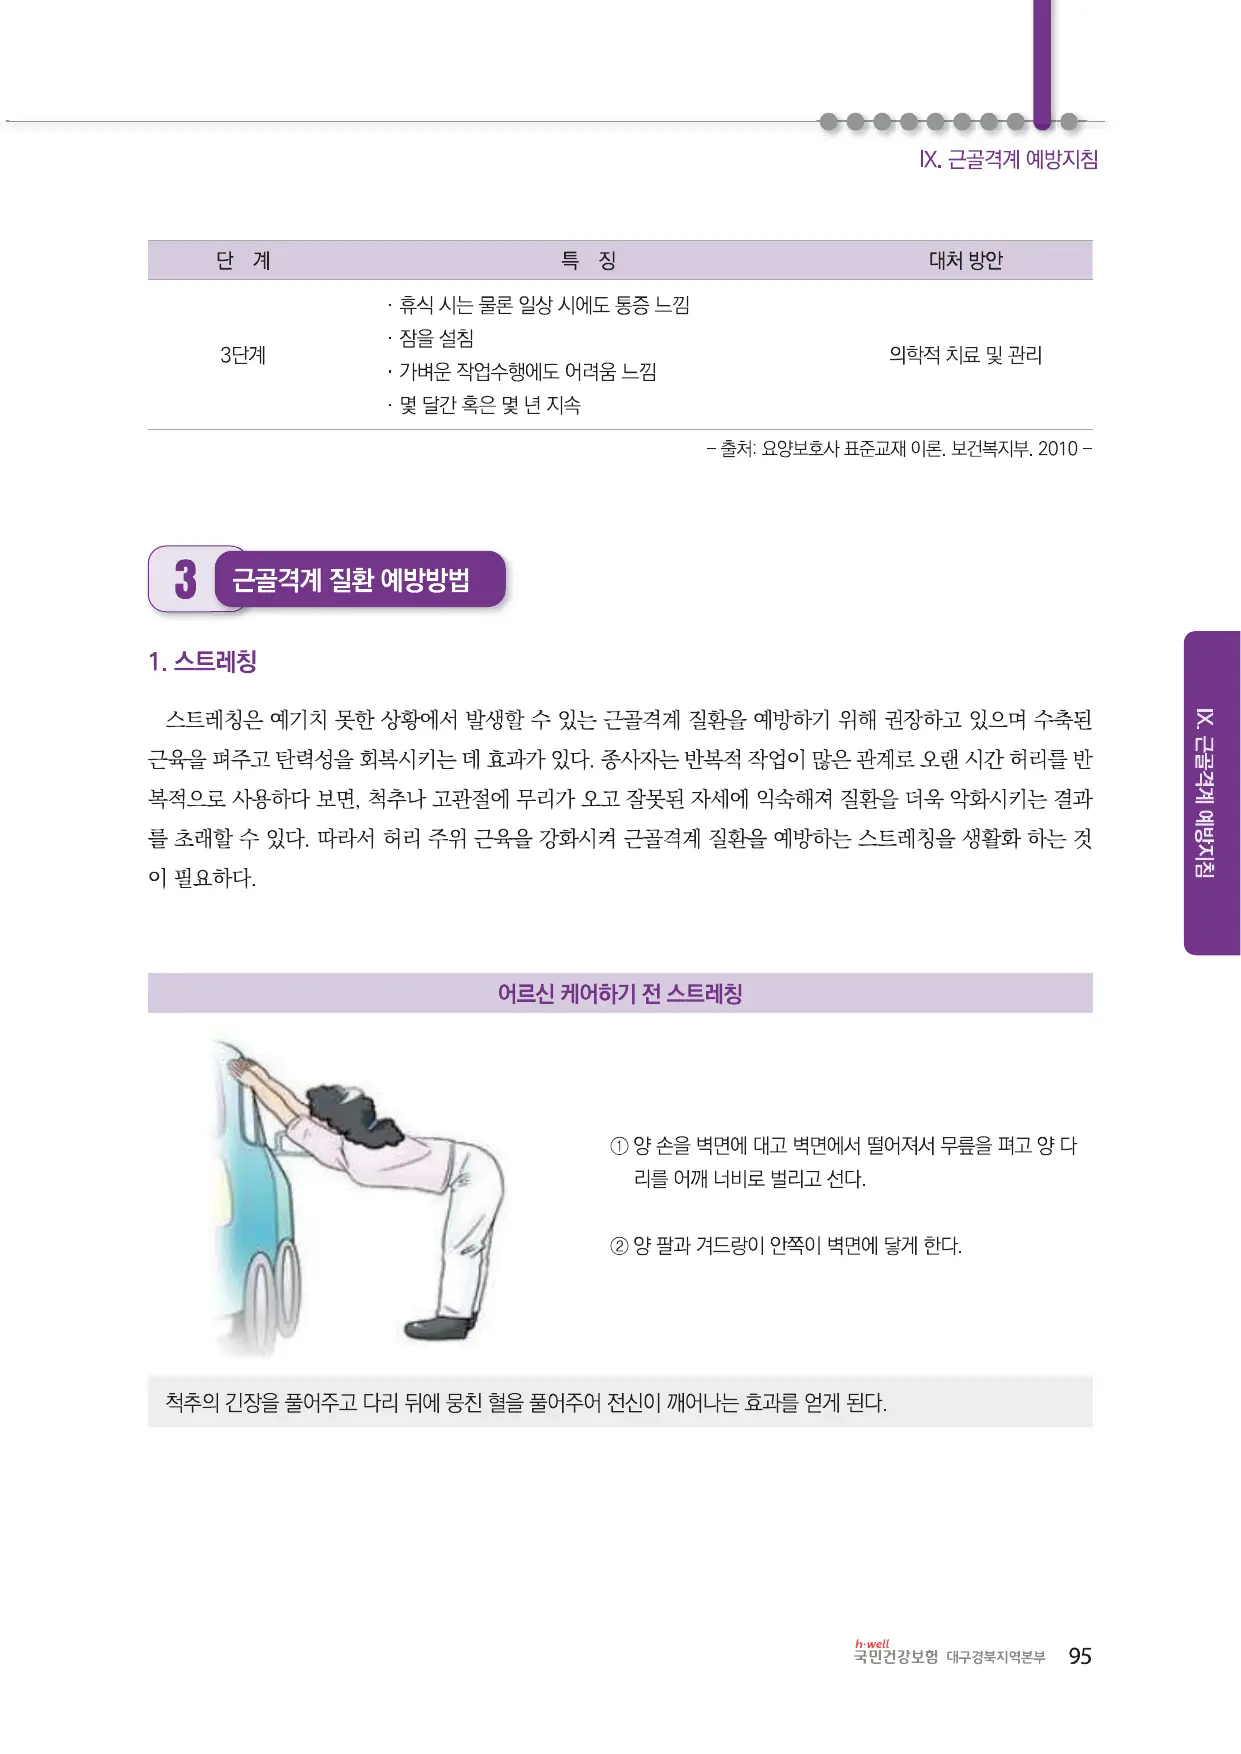 IX. 근골격계 예방지침
단 계 특 징 대처 방안
3단계
· 휴식 시는 물론 일상 시에도 통증 느낌
· 잠을 설침
· 가벼운 작업수행에도 어려움 느낌
· 몇 달간 혹은 몇 년 지속
의학적 치료 및 관리
– 출처: 요양보호사 표준교재 이론. 보건복지부. 2010 –
3 근골격계 질환 예방방법
1. 스트레칭
스트레칭은 예기치 못한 상황에서 발생할 수 있는 근골격계 질환을 예방하기 위해 권장하고 있으며 수축된
근육을 펴주고 탄력성을 회복시키는 데 효과가 있다. 종사자는 반복적 작업이 많은 관계로 오랜 시간 허리를 반
복적으로 사용하다 보면, 척추나 고관절에 무리가 오고 잘못된 자세에 익숙해져 질환을 더욱 악화시키는 결과
를 초래할 수 있다. 따라서 허리 주위 근육을 강화시켜 근골격계 질환을 예방하는 스트레칭을 생활화 하는 것
이 필요하다.
IX. 근골격계 예방지침
어르신 케어하기 전 스트레칭
① 양 손을 벽면에 대고 벽면에서 떨어져서 무릎을 펴고 양 다
리를 어깨 너비로 벌리고 선다.
② 양 팔과 겨드랑이 안쪽이 벽면에 닿게 한다.
척추의 긴장을 풀어주고 다리 뒤에 뭉친 혈을 풀어주어 전신이 깨어나는 효과를 얻게 된다.
h·well
국민건강보험 대구경북지역본부 95